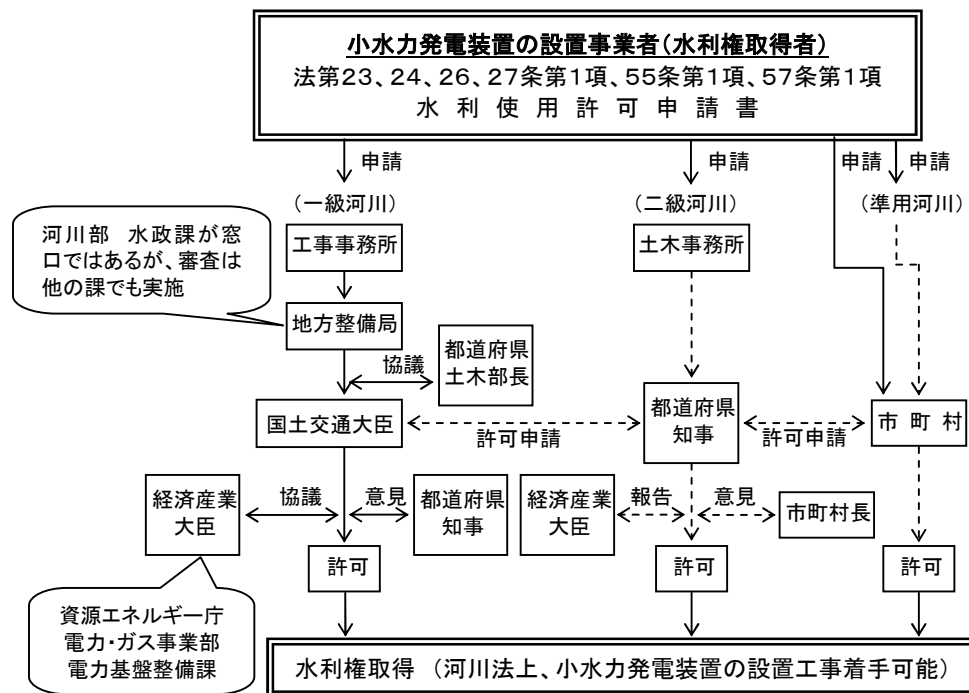 小水力発電装置の設置事業者(水利権取得者)
法第23、24、26、27条第1項、55条第1項、57条第1項
水利使用許可申請書
申請
申請
申請
申請
(一級河川)
(二級河川)
(準用河川)
河川部 水政課が窓
口ではあるが、審査は
他の課でも実施
工事事務所
土木事務所
地方整備局
協議
都道府県
土木部長
国土交通大臣
許可申請
都道府県
知事
許可申請
市町村
経済産業
大臣
協議
意見
都道府県
知事
経済産業
大臣
報告
意見
市町村長
許可
許可
許可
資源エネルギー庁
電力・ガス事業部
電力基盤整備課
水利権取得 (河川法上、小水力発電装置の設置工事着手可能)